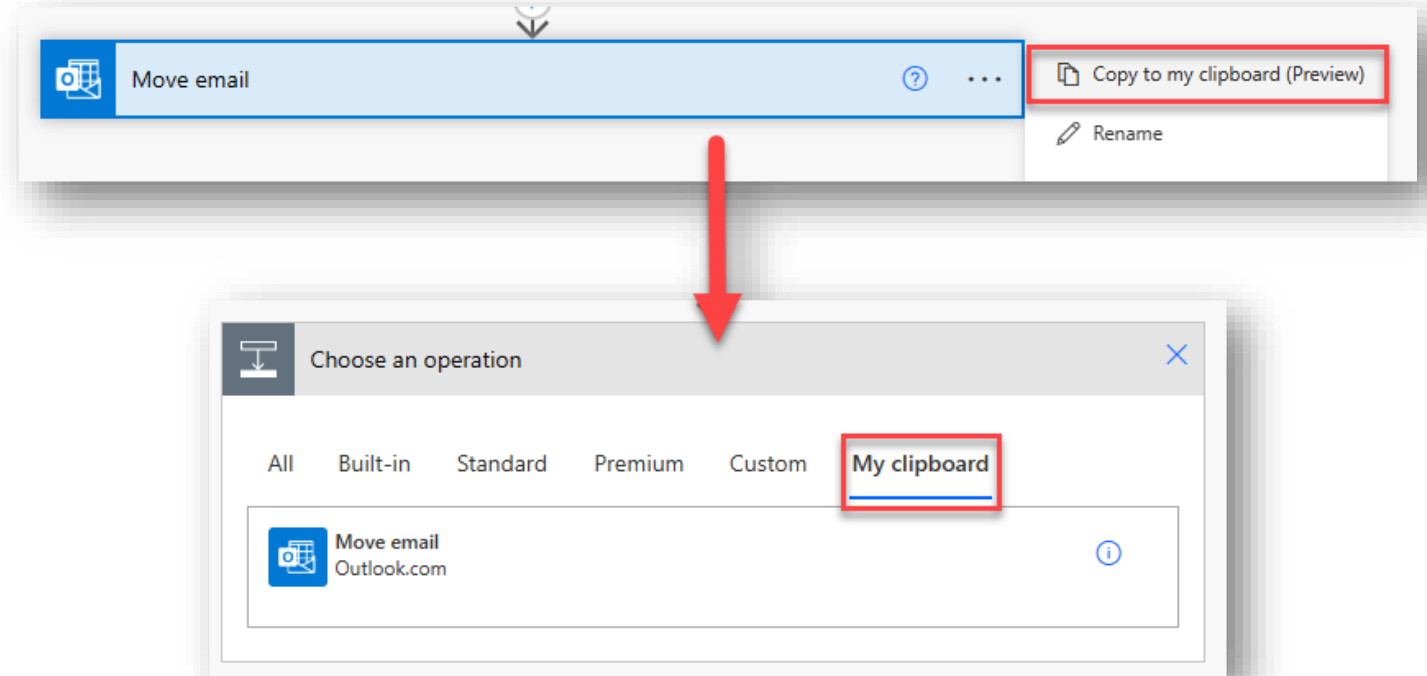 Move email
Copy to my clipboard (Preview)
Rename
Choose an operation
All Built-in Standard Premium Custom My clipboard
Move email
Outlook.com